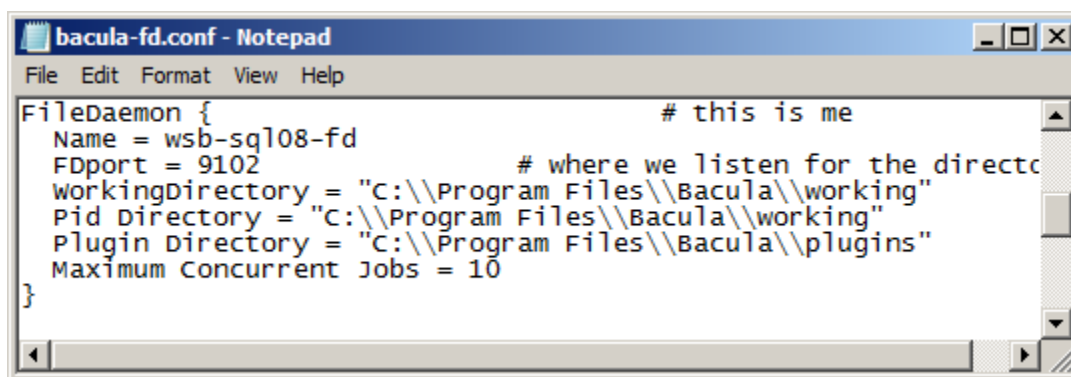 bacula-fd.conf - Notepad
File Edit Format View Help
FileDaemon { # this is me
Name = wsb-sql08-fd
FDport = 9102 # where we listen for the
WorkingDirectory = "C:\\Program Files\\Bacula\\working"
Pid Directory = "C:\\Program Files\\Bacula\\working"
Plugin Directory = "C:\\Program Files\\Bacula\\plugins"
Maximum Concurrent Jobs = 10
}